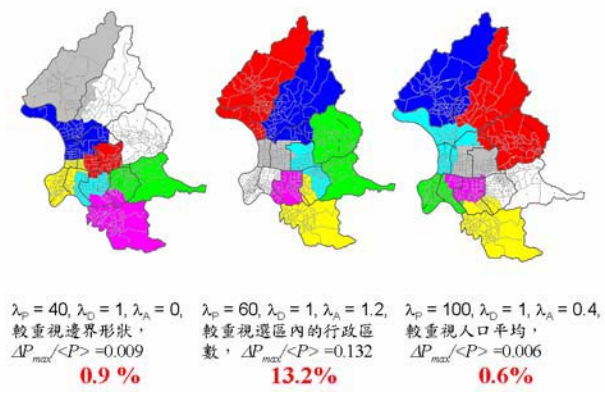 λP = 40, λD = 1, λA = 0,
較重視邊界形狀，
ΔPmax/<P> =0.009
0.9 %
λP = 60, λD = 1, λA = 1.2,
較重視選區內的行政區
數， ΔPmax/<P> =0.132
13.2%
λP = 100, λD = 1, λA = 0.4,
較重視人口平均，
ΔPmax/<P> =0.006
0.6%